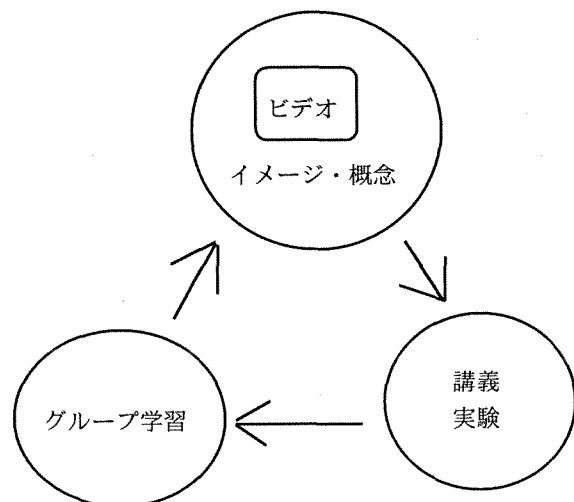 ビデオ
イメージ・概念
講義
実験
グループ学習